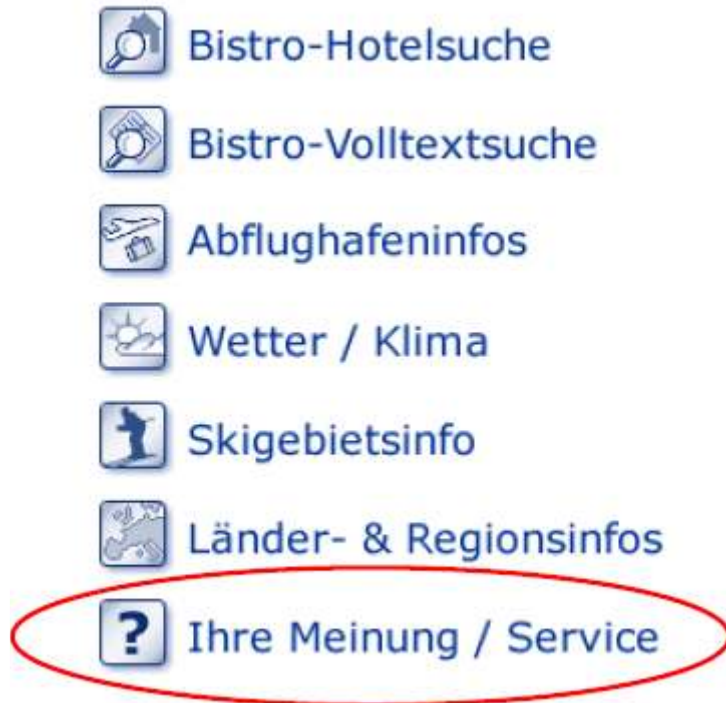 Bistro-Hotelsuche
Bistro-Volltextsuche
Abflughafeninfos
Wetter / Klima
Skigebietsinfo
Länder- & Regionsinfos
? Ihre Meinung / Service